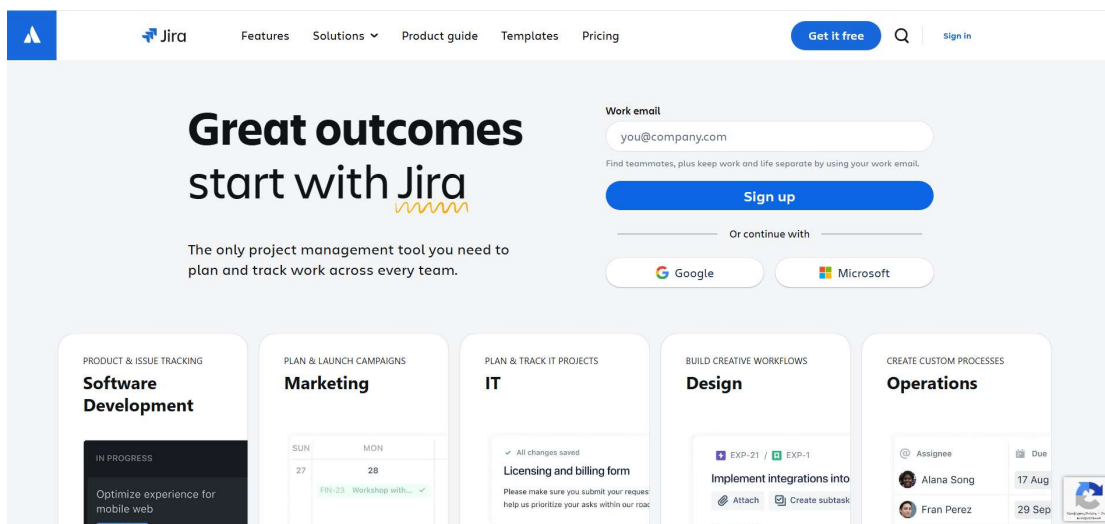 Jira
Features
Solutions
Product guide
Templates
Pricing
Get it free
Sign in
Great outcomes
start with Jira
The only project management tool you need to
plan and track work across every team.
Work email
you@company.com
Find teammates, plus keep work and life separate by using your work email.
Sign up
Or continue with
Google
Microsoft
PRODUCT & ISSUE TRACKING
Software
Development
IN PROGRESS
Optimize experience for
mobile web
PLAN & LAUNCH CAMPAIGNS
Marketing
SUN MON
27 28
FIN-23 Workshop with...
PLAN & TRACK IT PROJECTS
IT
All changes saved
Licensing and billing form
Please make sure you submit your reques
help us prioritize your asks within our roa
BUILD CREATIVE WORKFLOWS
Design
EXP-21 / EXP-1
Implement integrations into
Attach Create subtask
CREATE CUSTOM PROCESSES
Operations
Assignee Due
Alana Song 17 Aug
Fran Perez 29 Sep